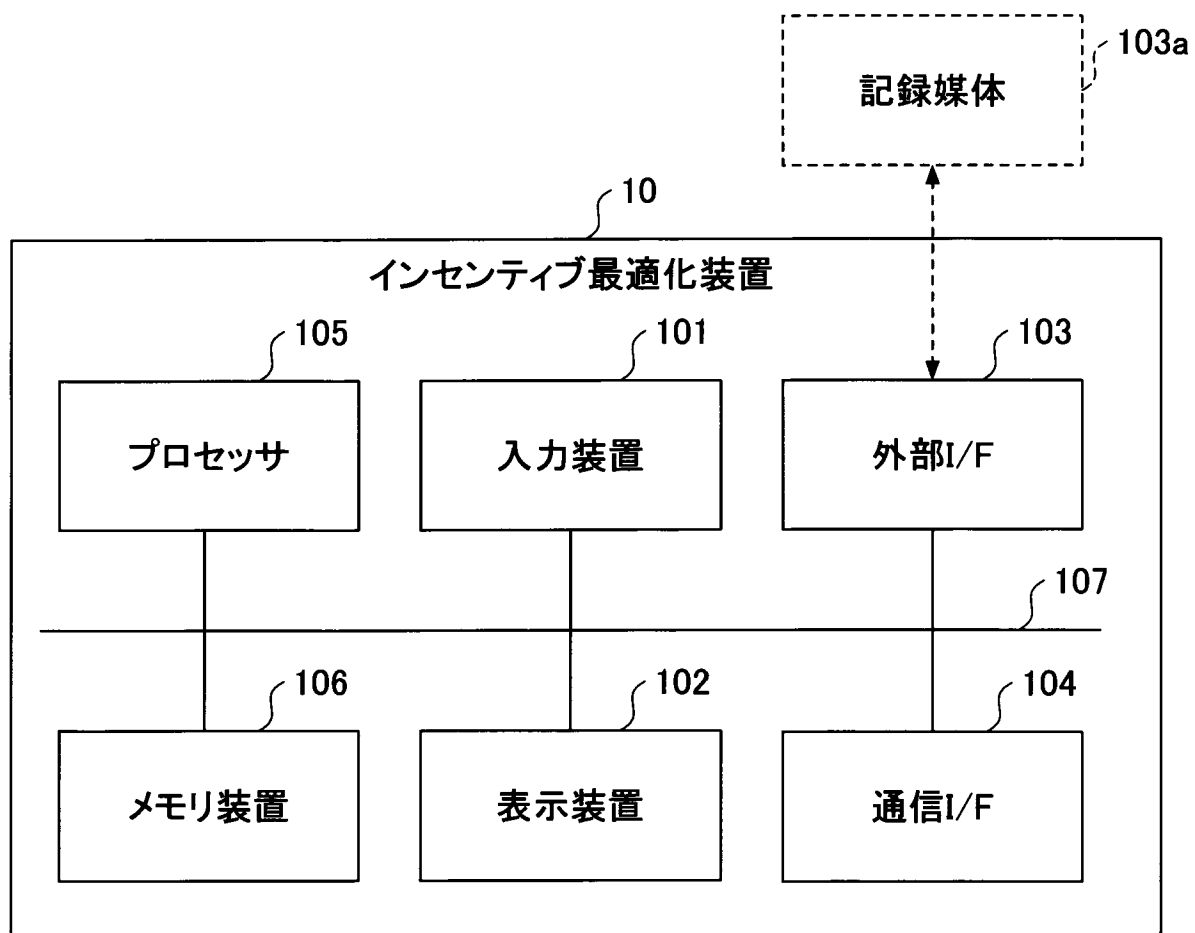 103a
記録媒体
10
インセンティブ最適化装置
105
101
103
プロセッサ
入力装置
外部I/F
107
106
102
104
メモリ装置
表示装置
通信I/F